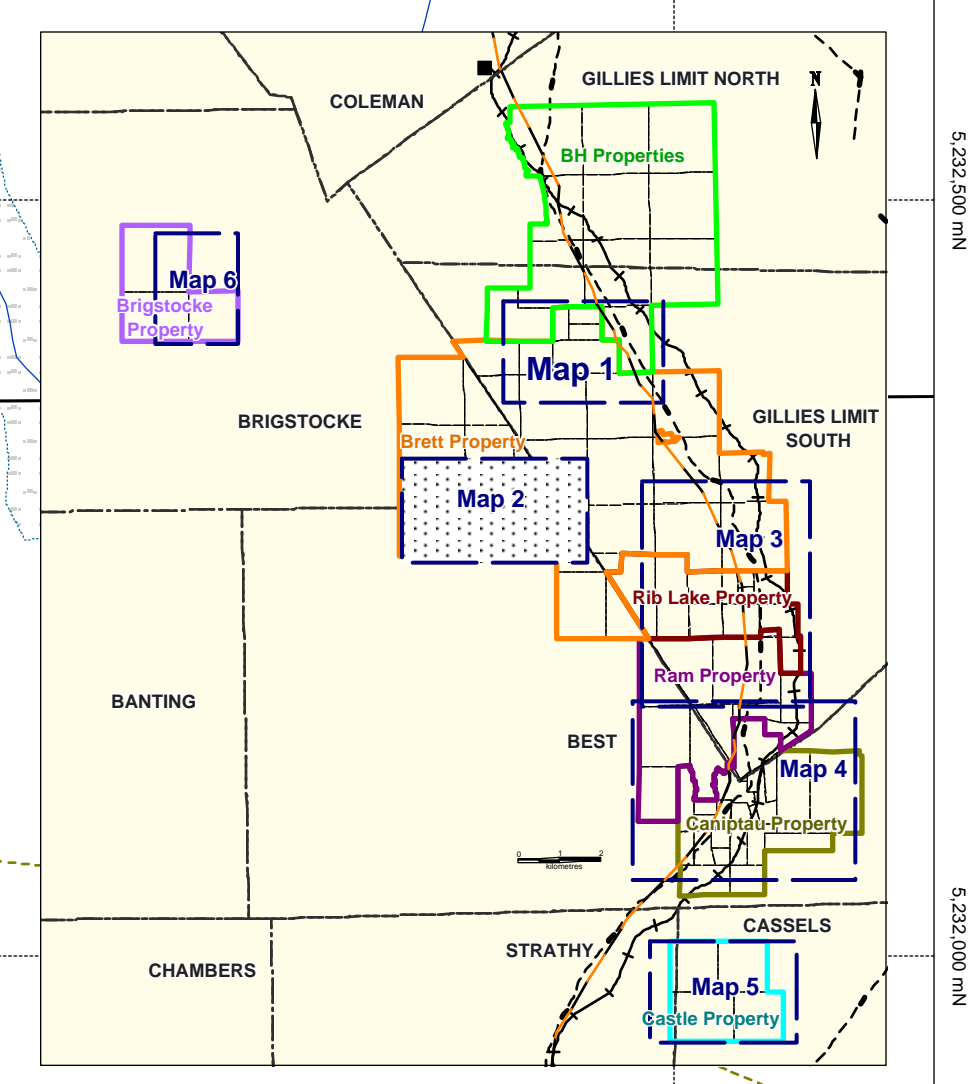 GILLIES LIMIT NORTH
N
COLEMAN
BH Properties
5,232,500 mN
Map 6
Brigstocke
Property
Map 1
BRIGSTOCKE
GILLIES LIMIT
SOUTH
Brett Property
Map 2
Map 3
Rib Lake Property
Ram Property
BANTING
BEST
Map 4
Caniptau Property
0 1 2
kilometres
CASSELS
STRATHY
CHAMBERS
Map 5
Castle Property
5,232,000 mN